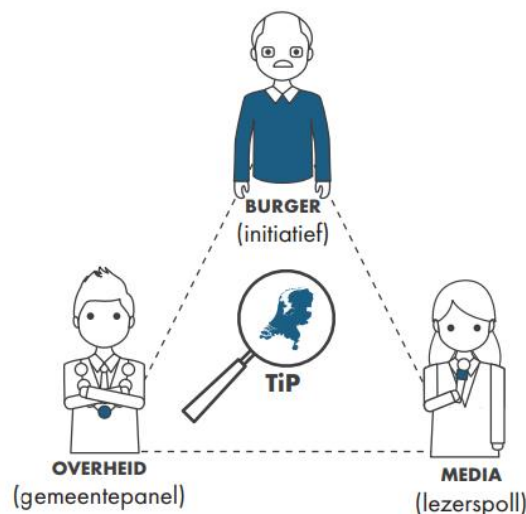 BURGER
(initiatief)
TiP
OVERHEID
(gemeentepanel)
MEDIA
(lezerspoll)